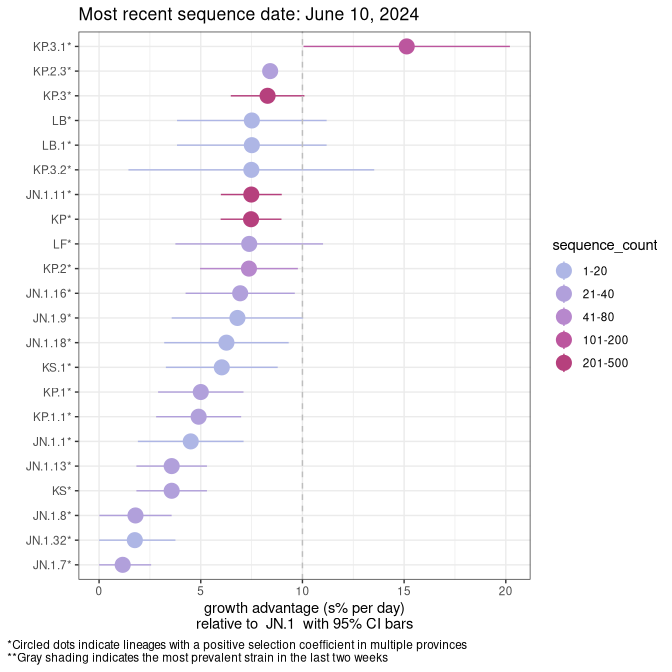 Most recent sequence date: June 10, 2024
KP.3.1*
KP.2.3*
KP.3*
LB*
LB.1*
KP.3.2*
JN.1.11*
KP*
LF*
KP.2*
JN.1.16*
JN.1.9*
JN.1.18*
KS.1*
KP.1*
KP.1.1*
JN.1.1*
JN.1.13*
KS*
JN.1.8*
JN.1.32*
JN.1.7*
0 5 10 15 20
growth advantage (s% per day)
relative to JN.1 with 95% CI bars
sequence_count
1-20
21-40
41-80
101-200
201-500
*Circled dots indicate lineages with a positive selection coefficient in multiple provinces
**Gray shading indicates the most prevalent strain in the last two weeks